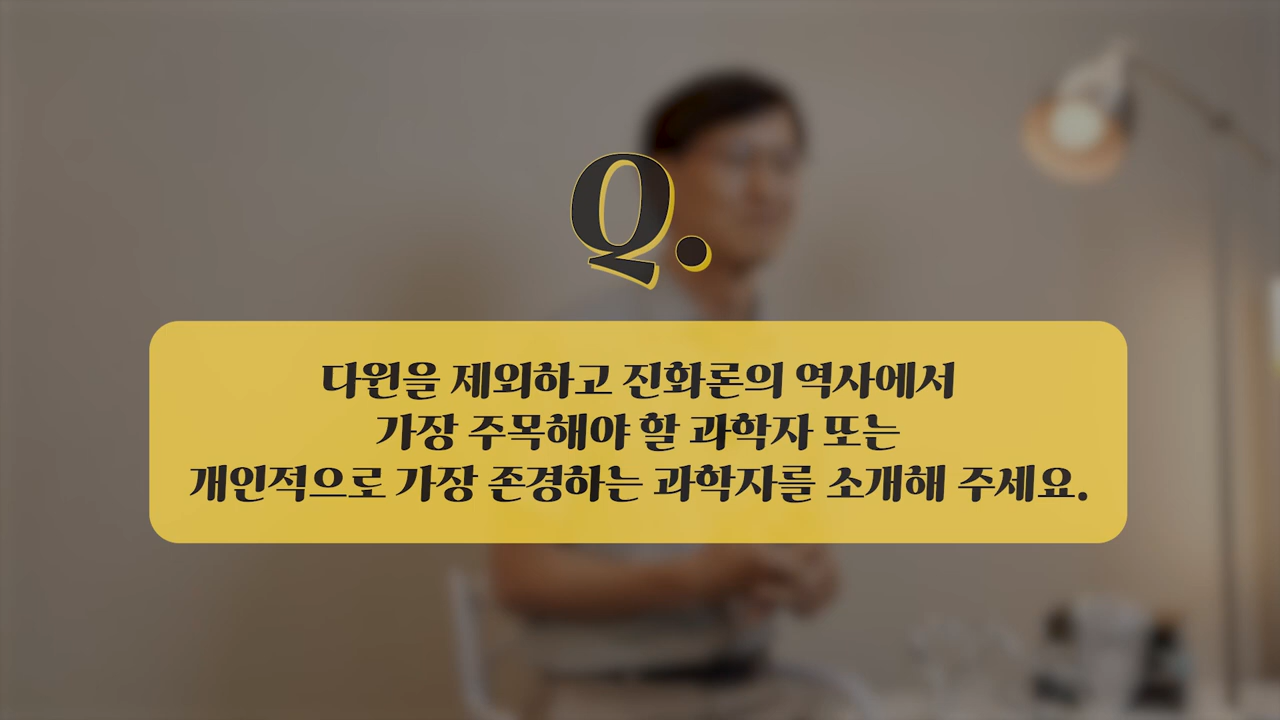 Q.
다윈을 제외하고 진화론의 역사에서
가장 주목해야 할 과학자 또는
개인적으로 가장 존경하는 과학자를 소개해 주세요.